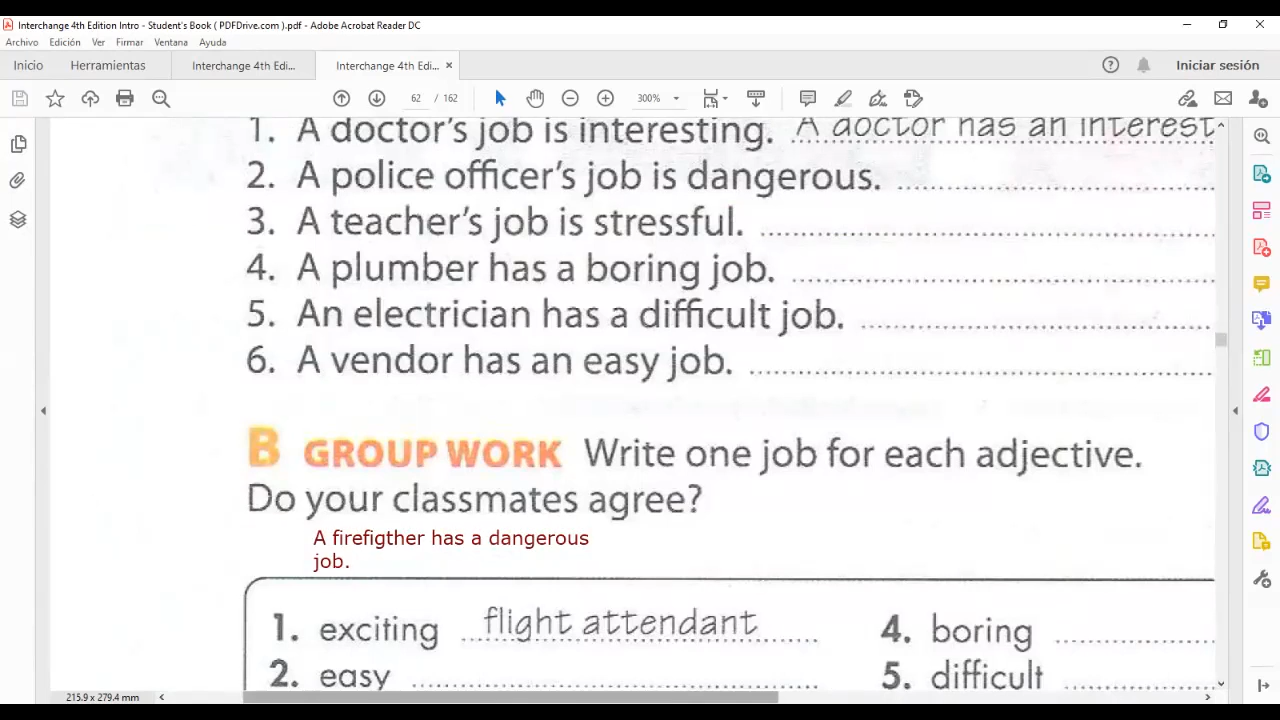 Interchange 4th Edition Intro - Student's Book ( PDFDrive.com ).pdf - Adobe Acrobat Reader DC
Archivo Edición Ver Firmar Ventana Ayuda
Inicio Herramientas Interchange 4th Edi... Interchange 4th Edi... × Iniciar sesión
62 / 162 300%
1. A doctor's job is interesting. A doctor has an interest
2. A police officer's job is dangerous.
3. A teacher's job is stressful.
4. A plumber has a boring job.
5. An electrician has a difficult job.
6. A vendor has an easy job.
B GROUP WORK Write one job for each adjective.
Do your classmates agree?
A firefigther has a dangerous
job.
1. exciting flight attendant 4. boring
2. easy 5. difficult
215.9 x 279.4 mm